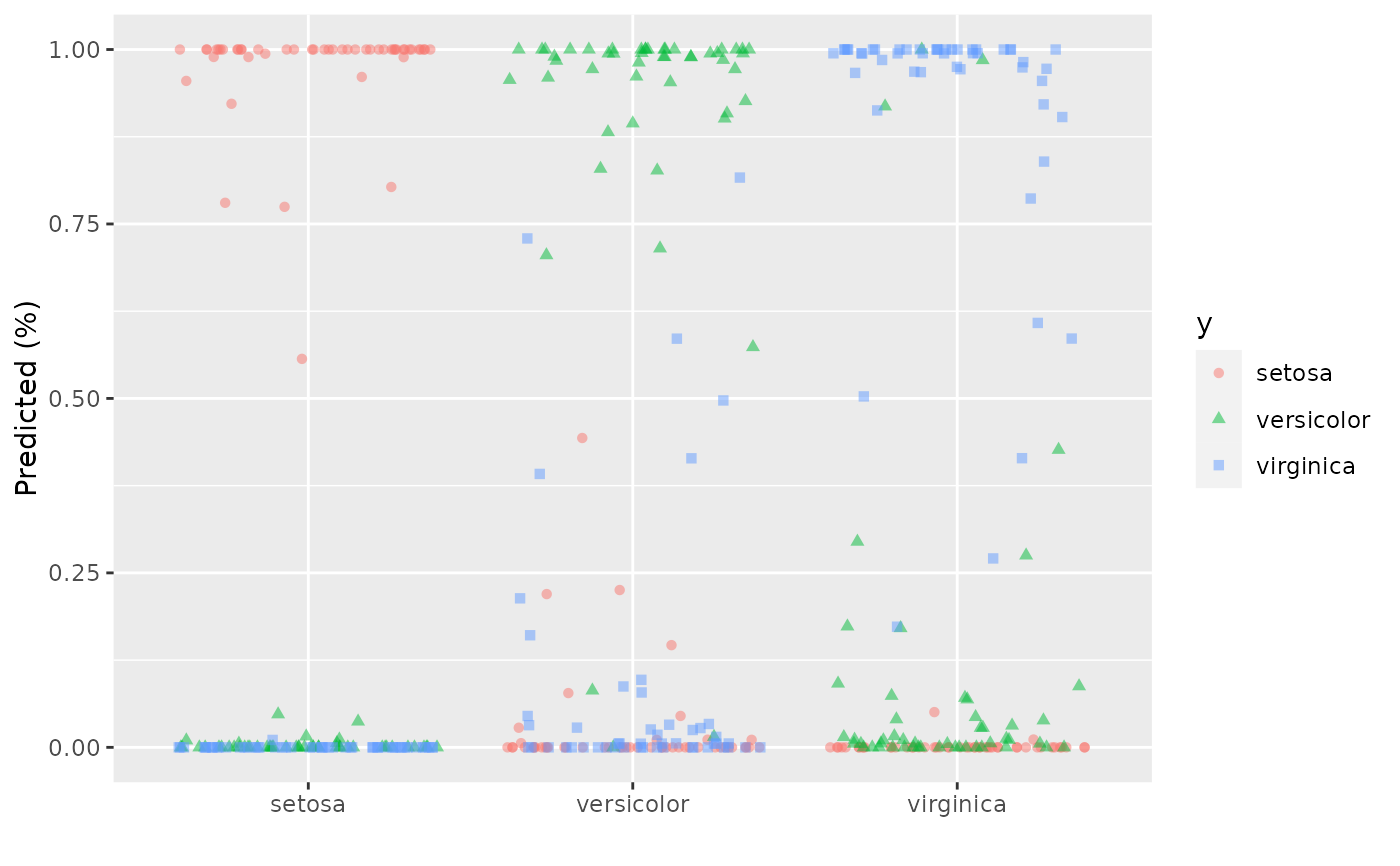 1.00
0.75
0.50
0.25
0.00
Predicted (%)
setosa
versicolor
virginica
y
setosa
versicolor
virginica